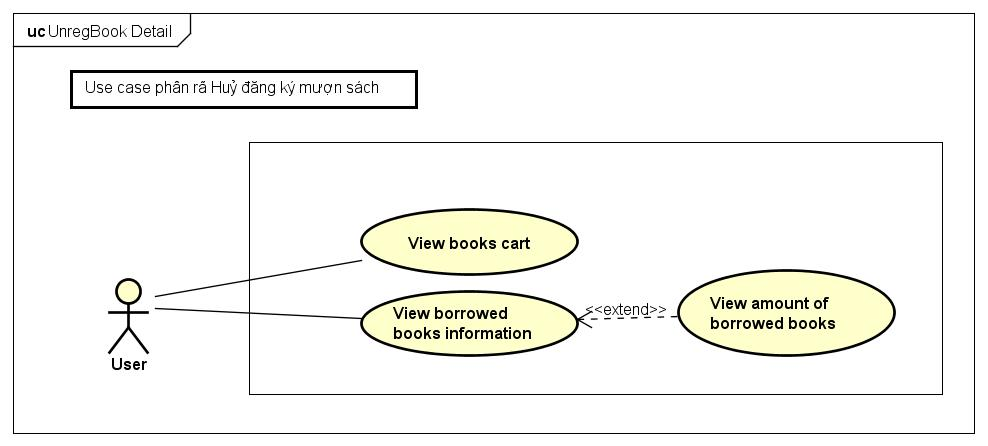 uc UnregBook Detail
Use case phân rã Huỷ đăng ký mượn sách
View books cart
View borrowed
books information
<<extend>>
View amount of
borrowed books
User